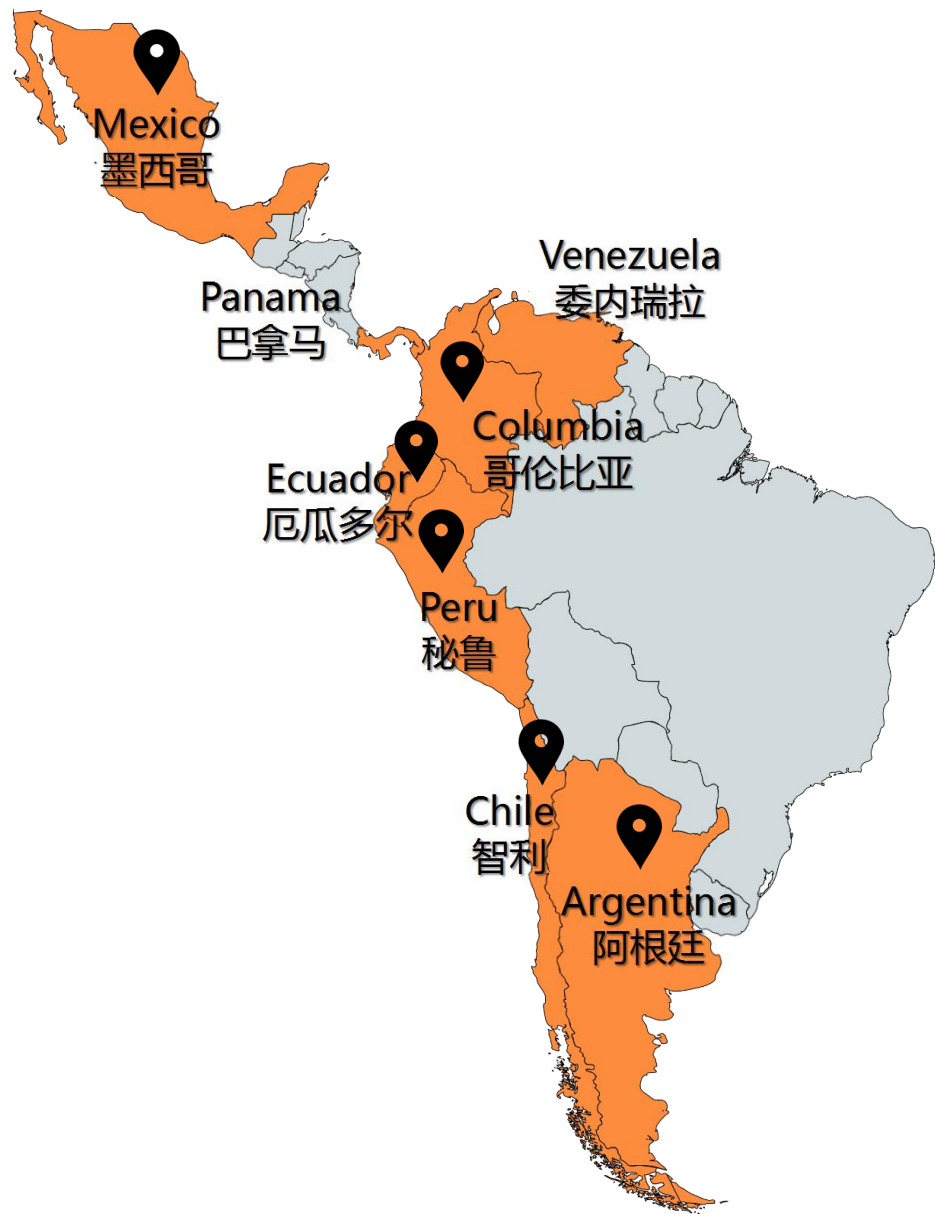 Mexico
墨西哥
Venezuela
委内瑞拉
Panama
巴拿马
Columbia
哥伦比亚
Ecuador
厄瓜多尔
Peru
秘鲁
Chile
智利
Argentina
阿根廷